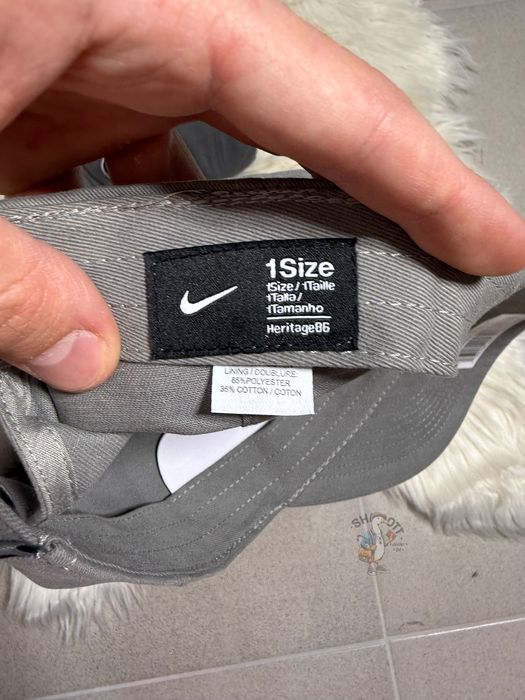 1Size
1Size / 1Taille
1Talla /
1Tamanho
Heritage86
LINING / DOUBLURE:
65%POLYESTER
35% COTTON / COTON